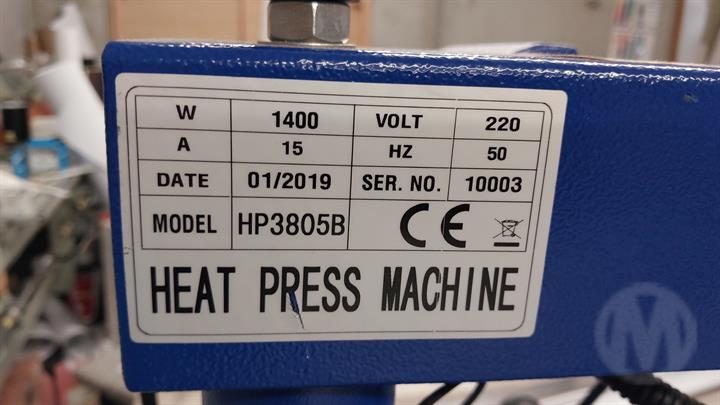 W 1400 VOLT 220
A 15 HZ 50
DATE 01/2019 SER. NO. 10003
MODEL HP3805B CE
HEAT PRESS MACHINE
M